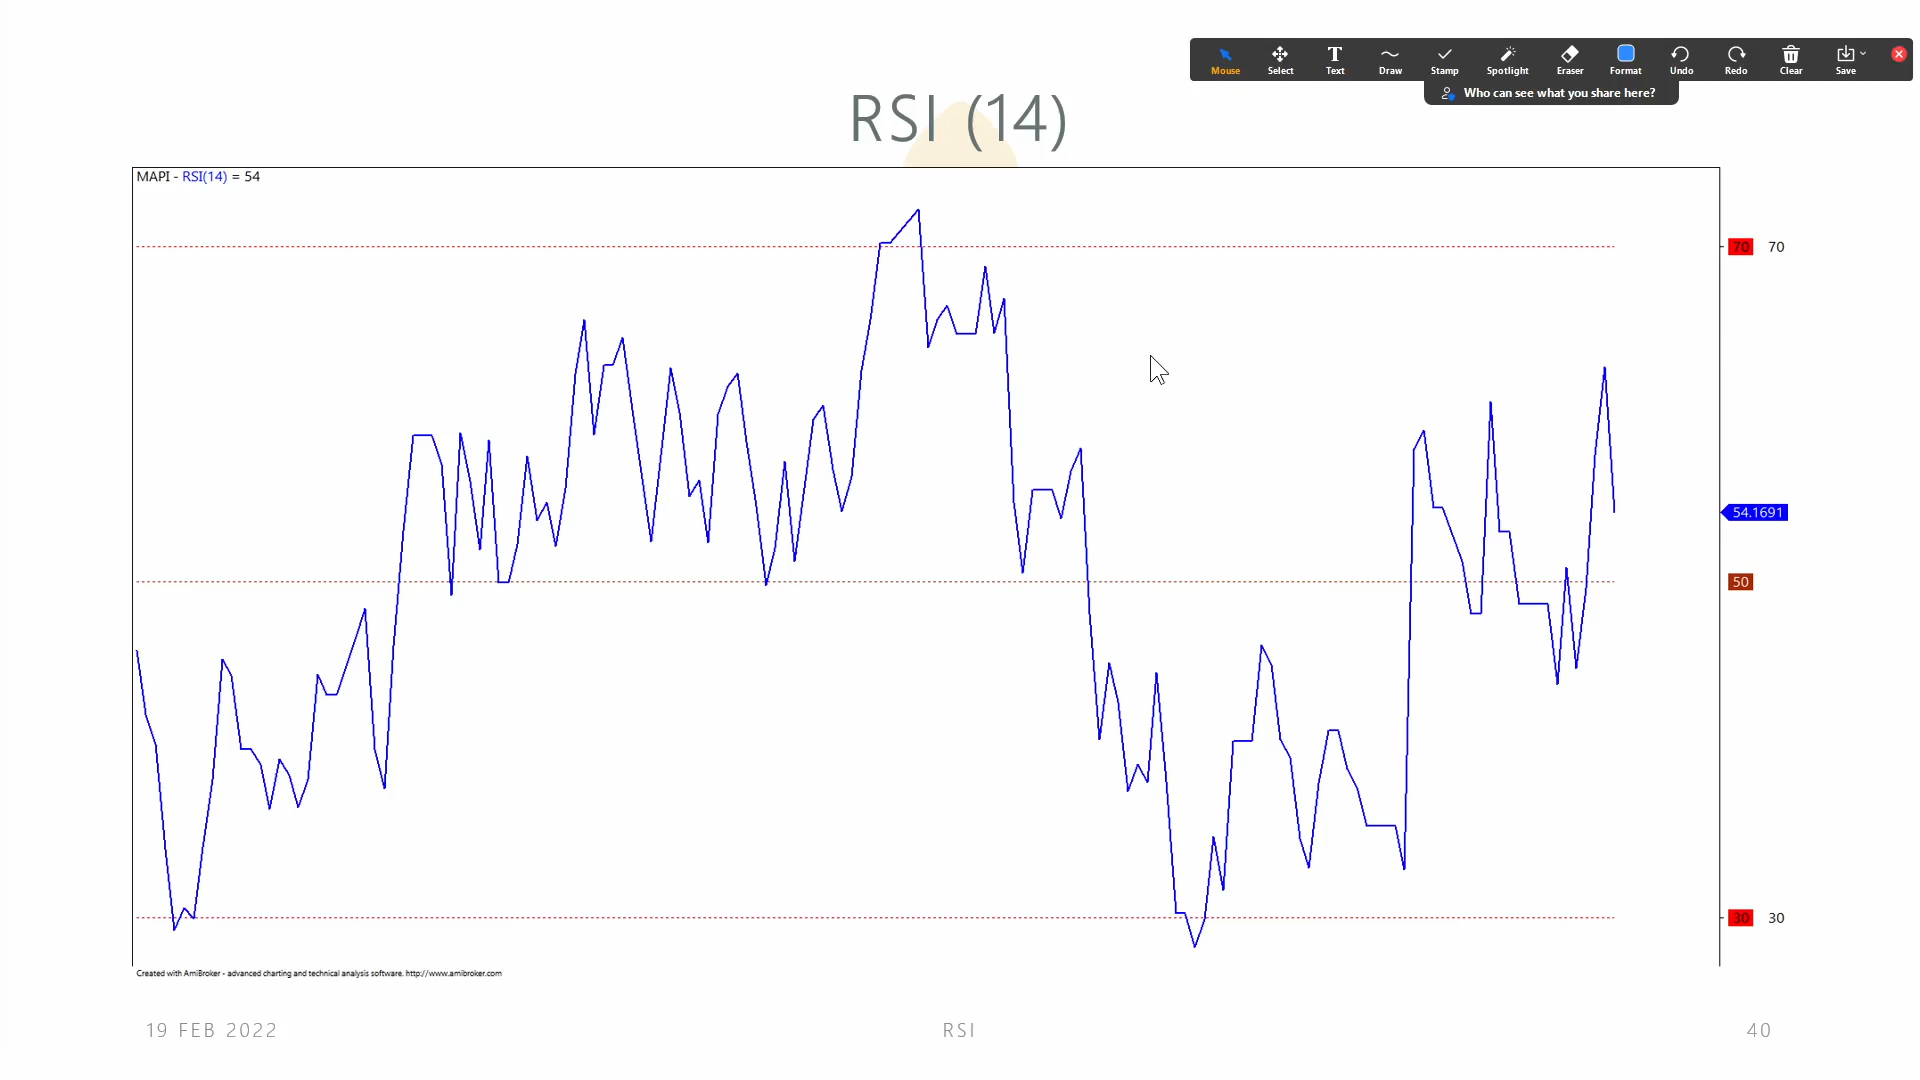 Mouse Select Text Draw Stamp Spotlight Eraser Format Undo Redo Clear Save
Who can see what you share here?
RSI (14)
MAPI - RSI(14) = 54
70 70
54.1691
50
30 30
Created with AmiBroker - advanced charting and technical analysis software. http://www.amibroker.com
19 FEB 2022 RSI 40